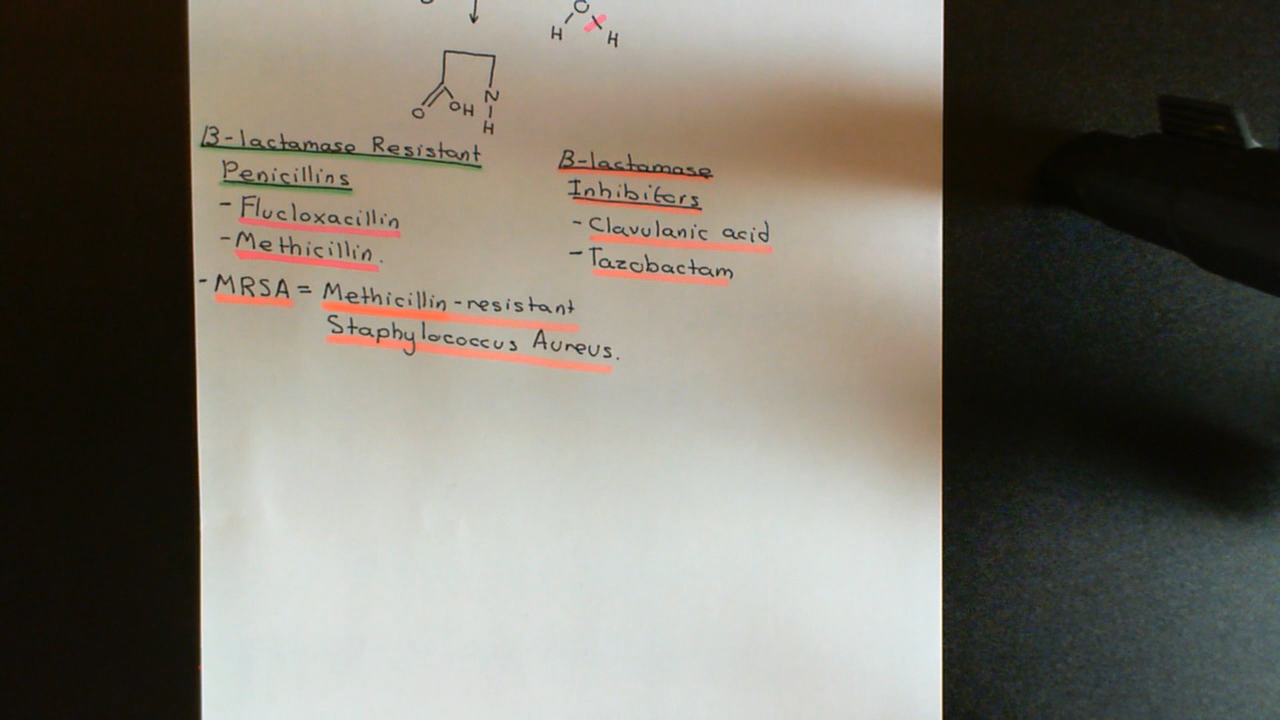 O
H
H
O
OH
N
H
β-lactamase Resistant
Penicillins
- Flucloxacillin
- Methicillin.
- MRSA = Methicillin-resistant
Staphylococcus Aureus.
β-lactamase
Inhibitors
- Clavulanic acid
- Tazobactam